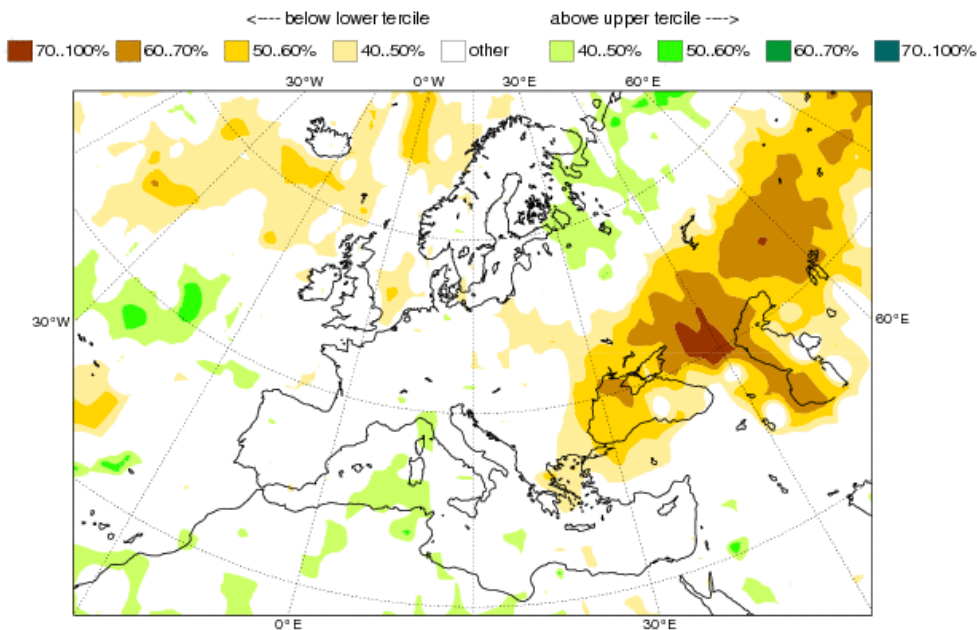 <---- below lower tercile above upper tercile ---->
70..100% 60..70% 50..60% 40..50% other 40..50% 50..60% 60..70% 70..100%
30°W 0°W 30°E 60°E
30°W 60°E
0°E 30°E